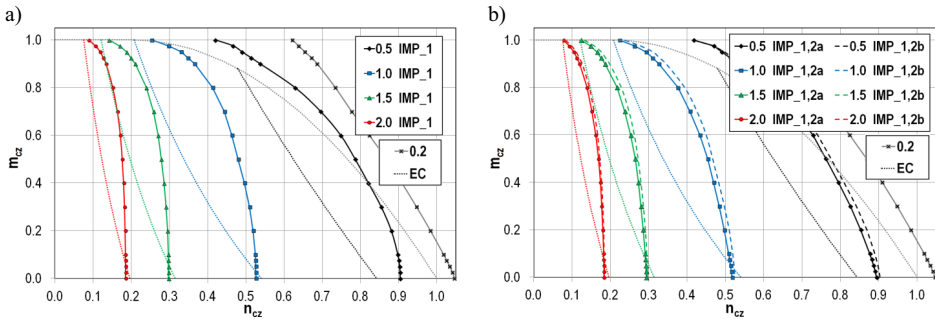 a)
1.0
0.8
0.6
0.4
0.2
0.0
m_cz
0.0 0.1 0.2 0.3 0.4 0.5 0.6 0.7 0.8 0.9 1.0
n_cz
0.5 IMP_1
1.0 IMP_1
1.5 IMP_1
2.0 IMP_1
0.2
EC
b)
1.0
0.8
0.6
0.4
0.2
0.0
m_cz
0.0 0.1 0.2 0.3 0.4 0.5 0.6 0.7 0.8 0.9 1.0
n_cz
0.5 IMP_1,2a 0.5 IMP_1,2b
1.0 IMP_1,2a 1.0 IMP_1,2b
1.5 IMP_1,2a 1.5 IMP_1,2b
2.0 IMP_1,2a 2.0 IMP_1,2b
0.2
EC